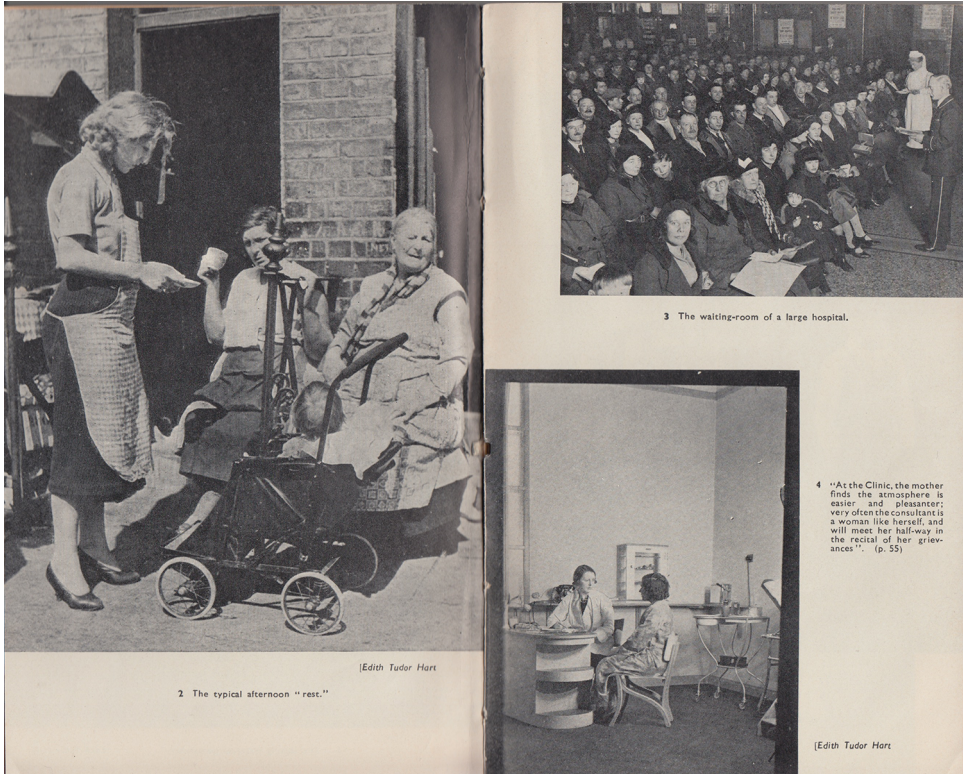 [Edith Tudor Hart
2 The typical afternoon “rest.”
3 The waiting-room of a large hospital.
4 “At the Clinic, the mother
finds the atmosphere is
easier and pleasanter;
very often the consultant is
a woman like herself, and
will meet her half-way in
the recital of her griev-
ances”. (p. 55)
[Edith Tudor Hart